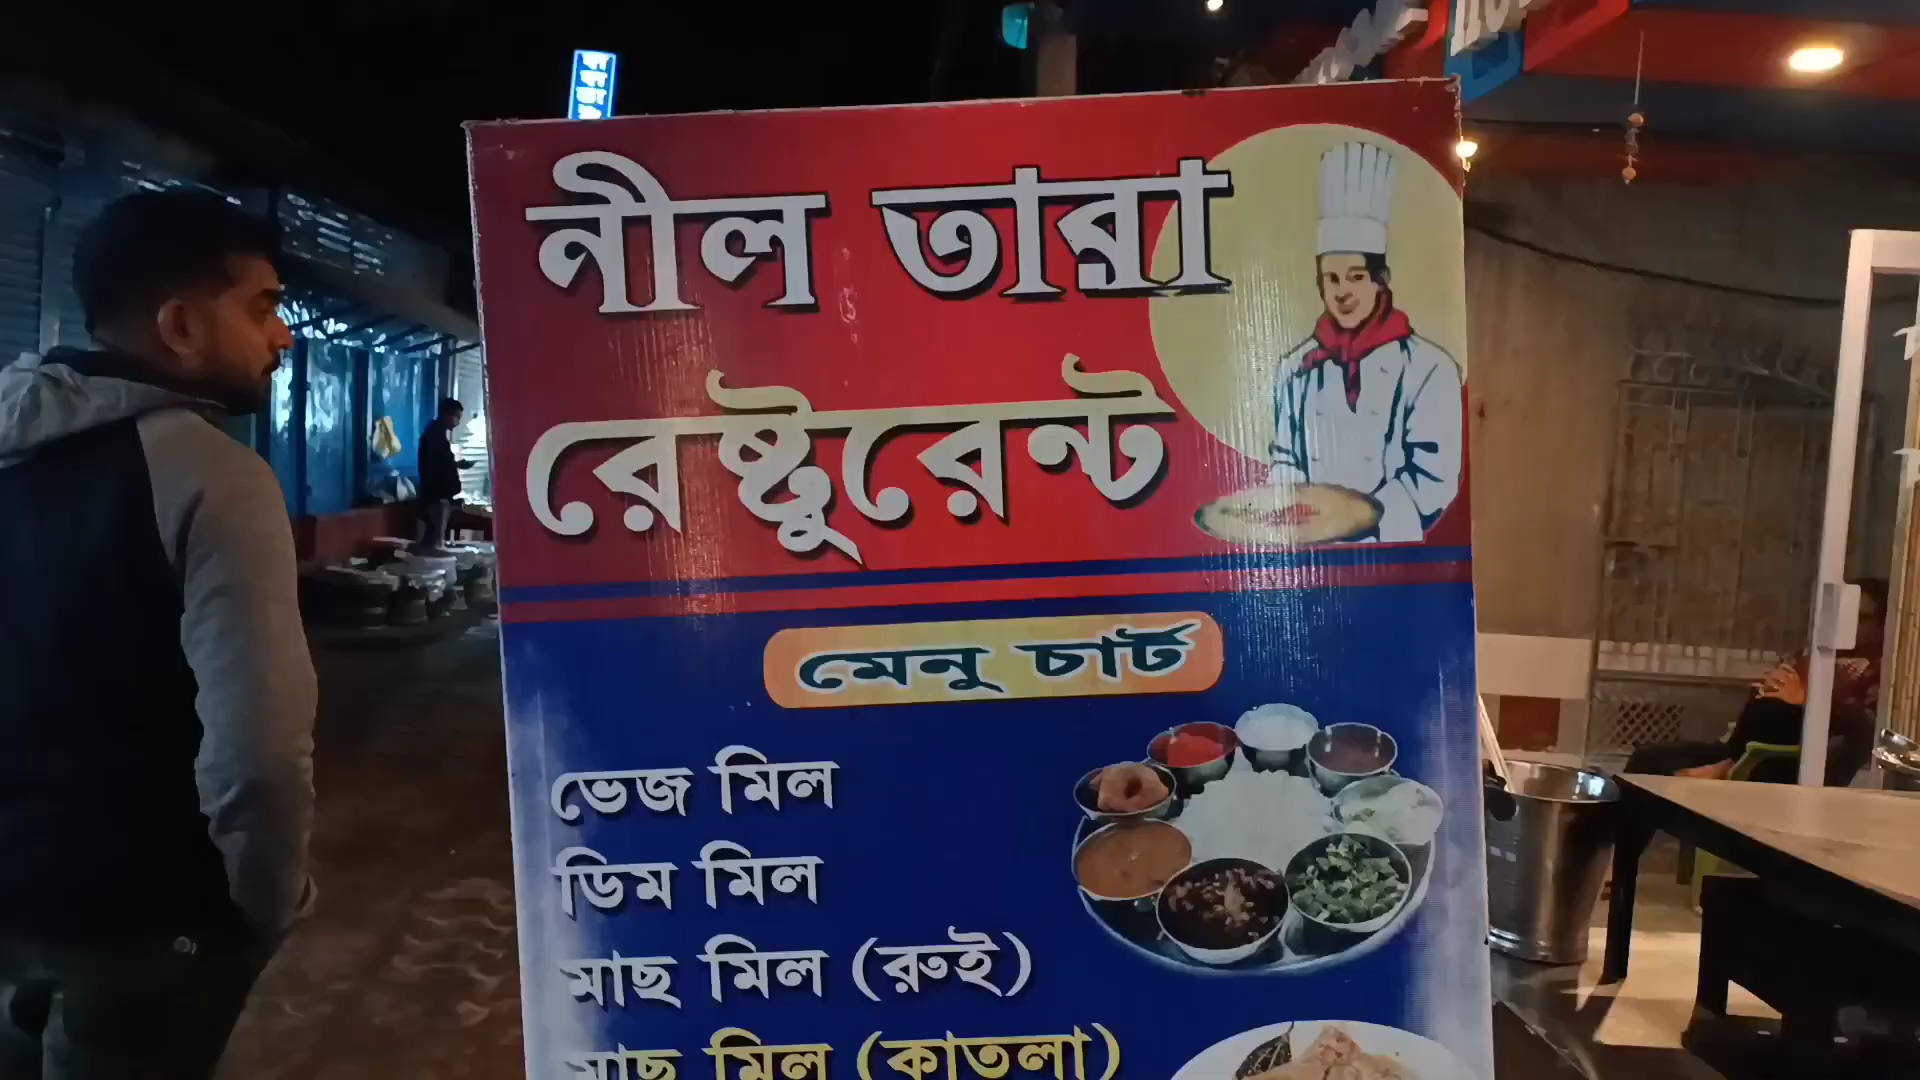 নীল তারা
রেষ্টুরেন্ট
মেনু চার্ট
ভেজ মিল
ডিম মিল
মাছ মিল (রুই)
মাছ মিল (কাতলা)